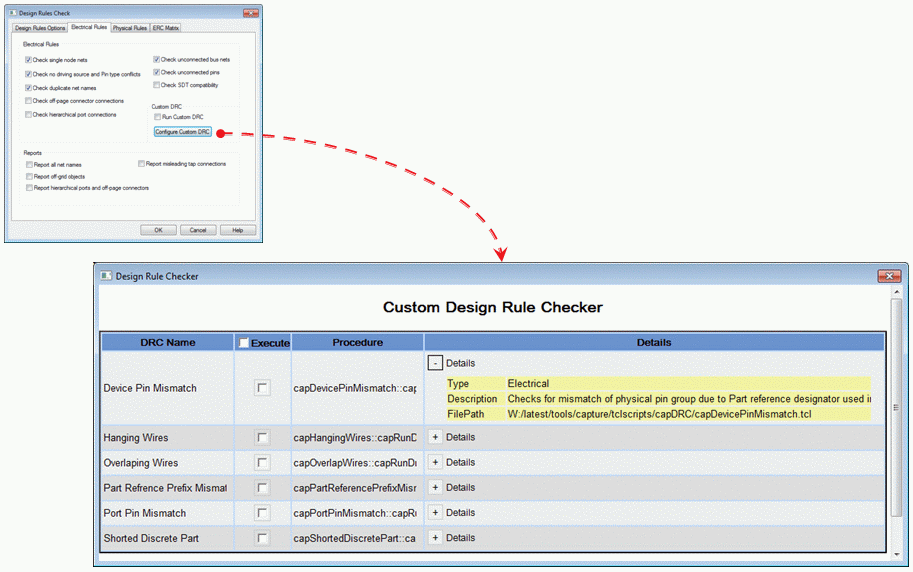 Design Rules Check
Design Rules Options Electrical Rules Physical Rules ERC Matrix
Electrical Rules
Check single node nets
Check no driving source and Pin type conflicts
Check duplicate net names
Check off-page connector connections
Check hierarchical port connections
Check unconnected bus nets
Check unconnected pins
Check SDT compatibility
Custom DRC
Run Custom DRC
Configure Custom DRC
Reports
Report all net names
Report off-grid objects
Report hierarchical ports and off-page connectors
Report misleading tap connections
OK Cancel Help
Design Rule Checker
Custom Design Rule Checker
DRC Name Execute Procedure Details
Device Pin Mismatch capDevicePinMismatch::cap - Details
Type Electrical
Description Checks for mismatch of physical pin group due to Part reference designator used in
FilePath W:/latest/tools/capture/tclscripts/capDRC/capDevicePinMismatch.tcl
Hanging Wires capHangingWires::capRunD + Details
Overlaping Wires capOverlapWires::capRunDr + Details
Part Refrence Prefix Mismat capPartReferencePrefixMism + Details
Port Pin Mismatch capPortPinMismatch::capRu + Details
Shorted Discrete Part capShortedDiscretePart::ca + Details